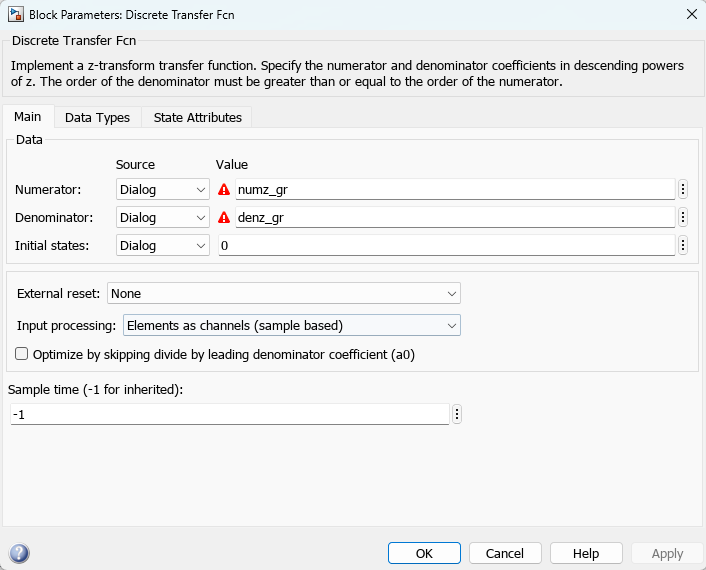 Block Parameters: Discrete Transfer Fcn
Discrete Transfer Fcn
Implement a z-transform transfer function. Specify the numerator and denominator coefficients in descending powers
of z. The order of the denominator must be greater than or equal to the order of the numerator.
Main Data Types State Attributes
Data
Source Value
Numerator: Dialog numz_gr
Denominator: Dialog denz_gr
Initial states: Dialog 0
External reset: None
Input processing: Elements as channels (sample based)
Optimize by skipping divide by leading denominator coefficient (a0)
Sample time (-1 for inherited):
-1
OK Cancel Help Apply